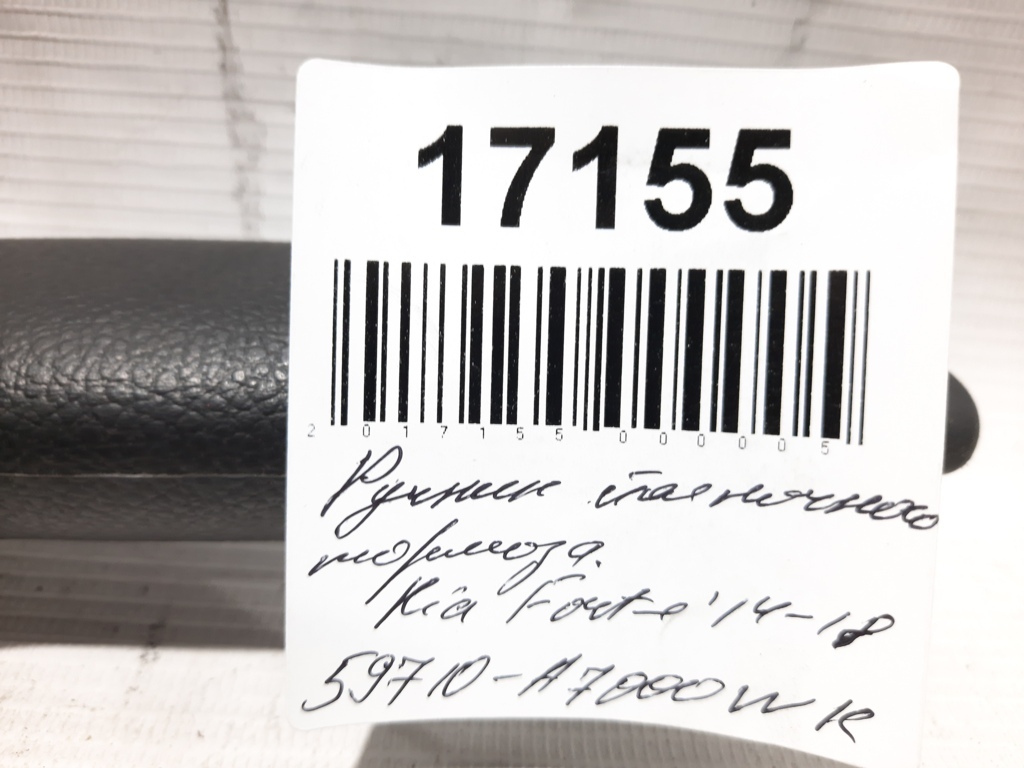 17155
2 017155 000005
Ручник стояночного
тормоза.
Kia Forte '14-18
59710-A7000WK